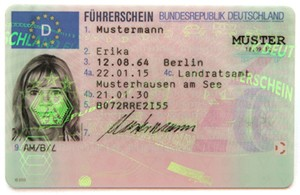 D FÜHRERSCHEIN BUNDESREPUBLIK DEUTSCHLAND
1. Mustermann
MUSTER
2. Erika
3. 12.08.64 Berlin
4a. 22.01.15 4c. Landratsamt
Musterhausen am See
4b. 21.01.30
5. B072RRE2I55
7. Mustermann
9. AM/B/L